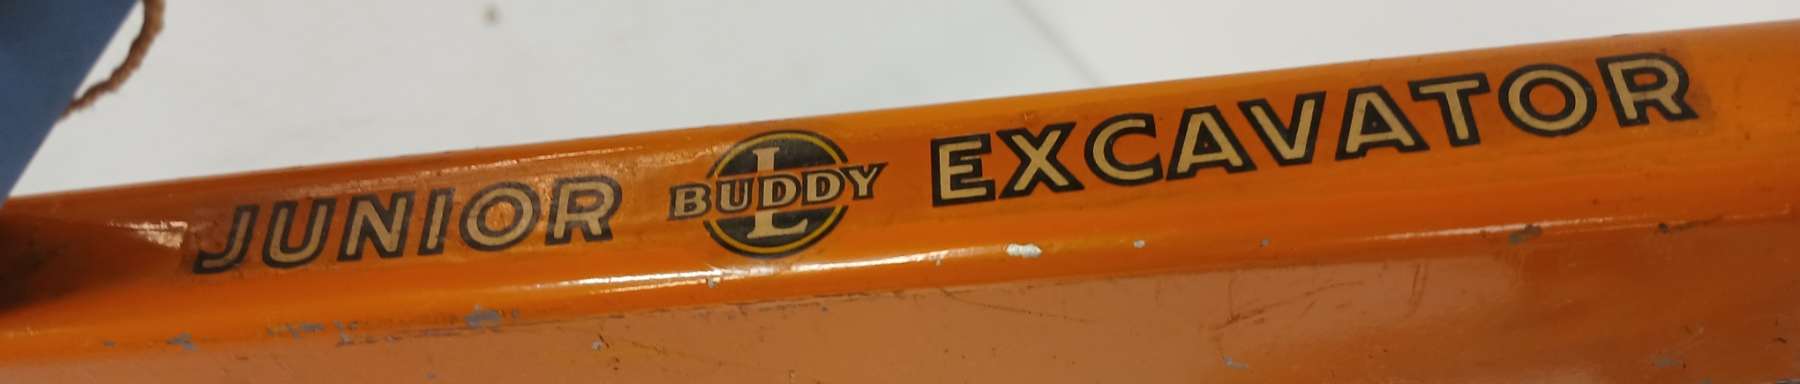 JUNIOR BUDDY L EXCAVATOR